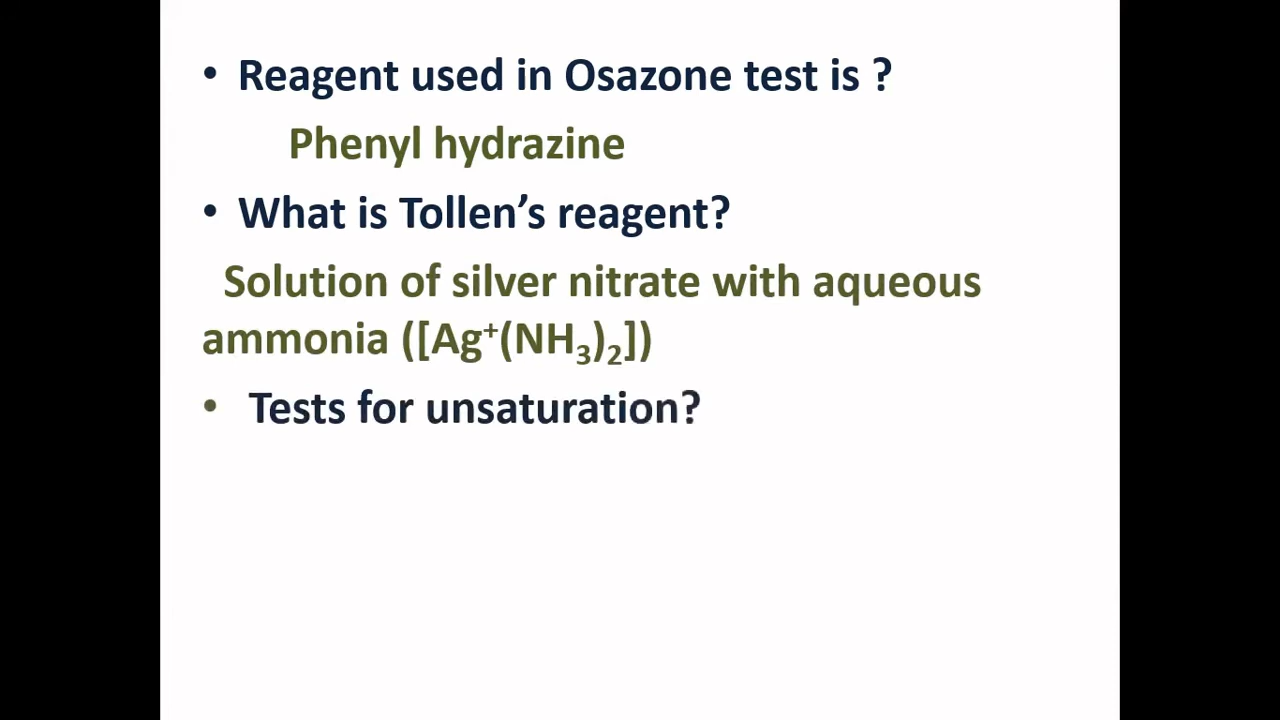 • Reagent used in Osazone test is ?
Phenyl hydrazine
• What is Tollen’s reagent?
Solution of silver nitrate with aqueous
ammonia ([Ag⁺(NH₃)₂])
• Tests for unsaturation?